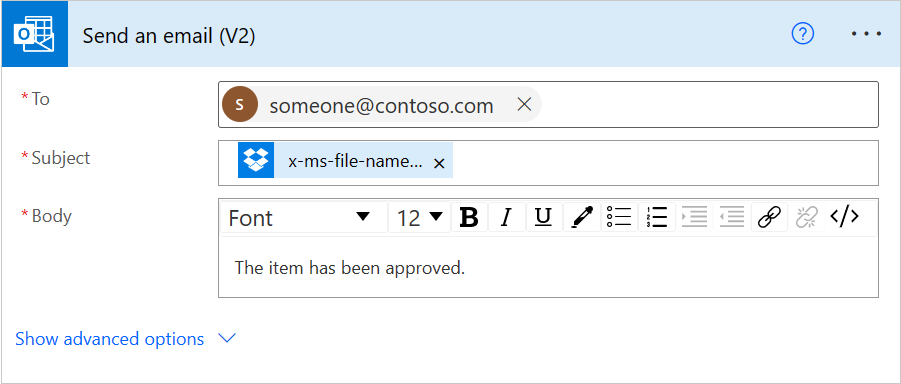 Send an email (V2)
* To
S someone@contoso.com
* Subject
x-ms-file-name...
* Body
Font 12 B I U
The item has been approved.
Show advanced options